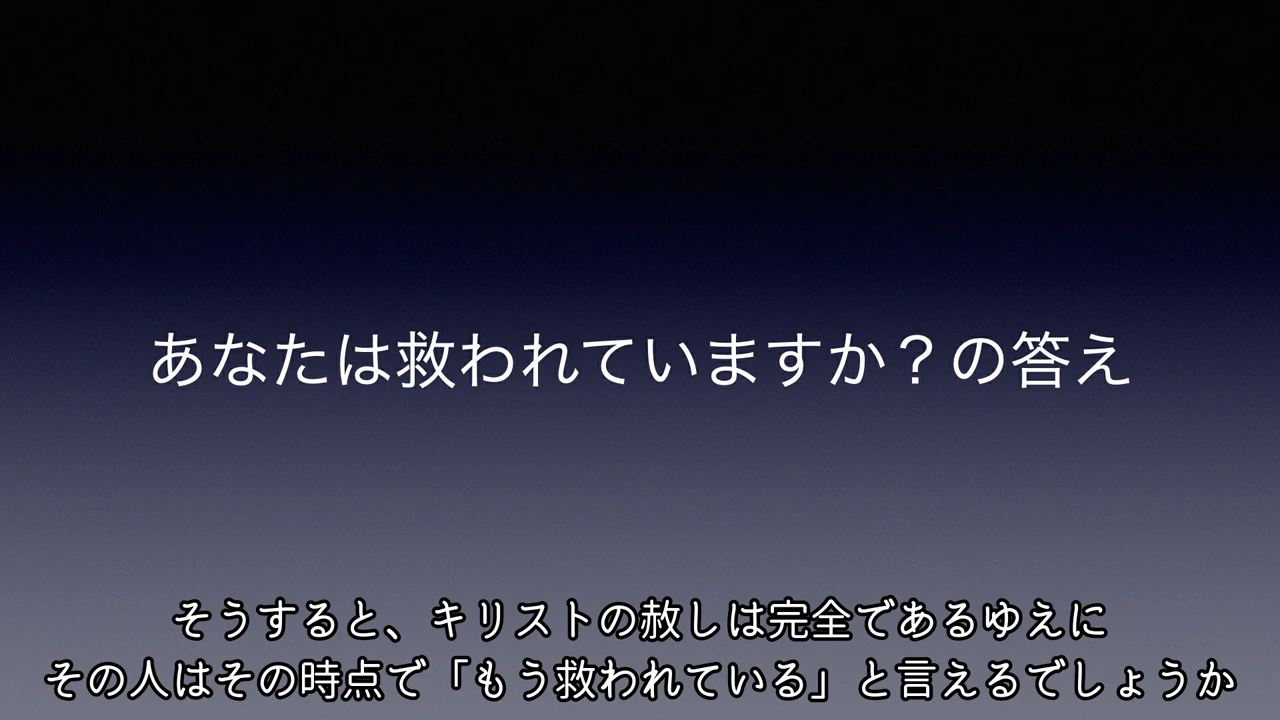 あなたは救われていますか？の答え
そうすると、キリストの赦しは完全であるゆえに
その人はその時点で「もう救われている」と言えるでしょうか